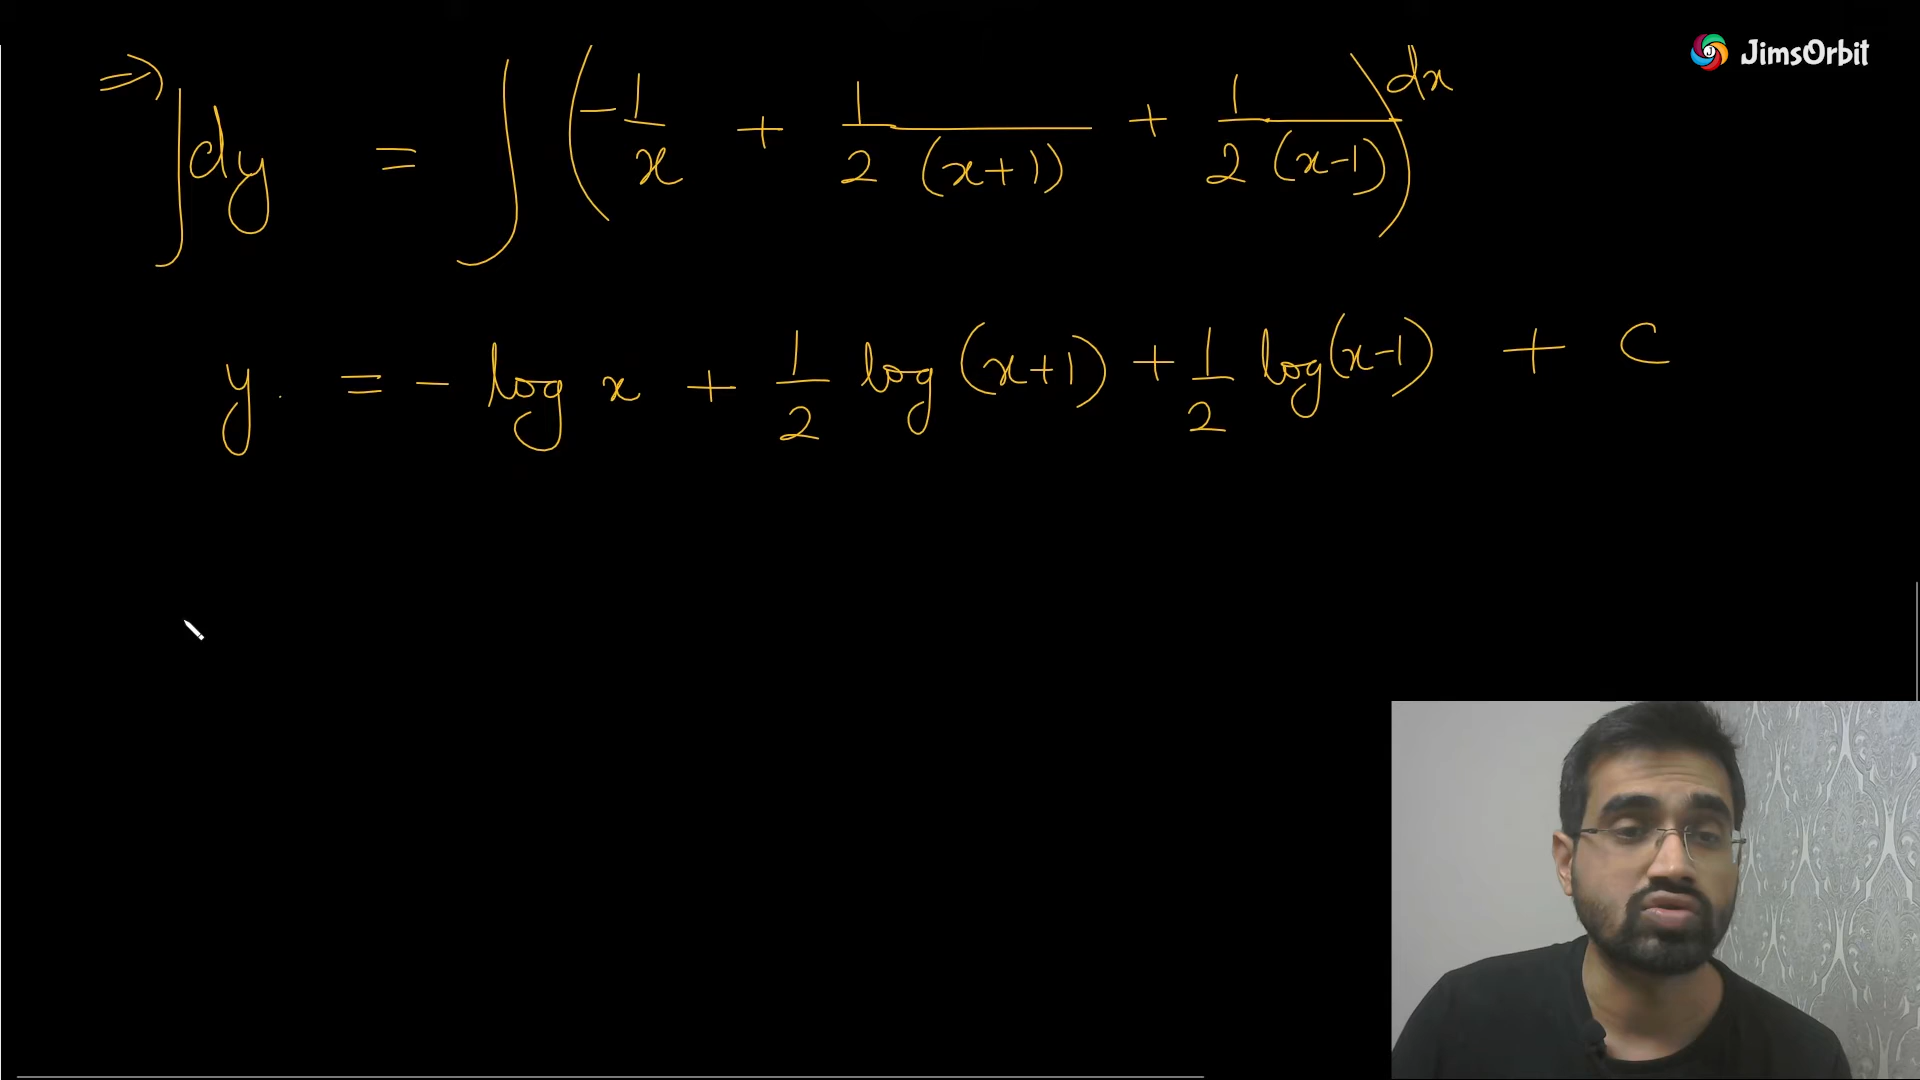 JimsOrbit
⇒ ∫dy = ∫(-1/x + 1/2(x+1) + 1/2(x-1))dx
y. = - log x + 1/2 log(x+1) + 1/2 log(x-1) + C